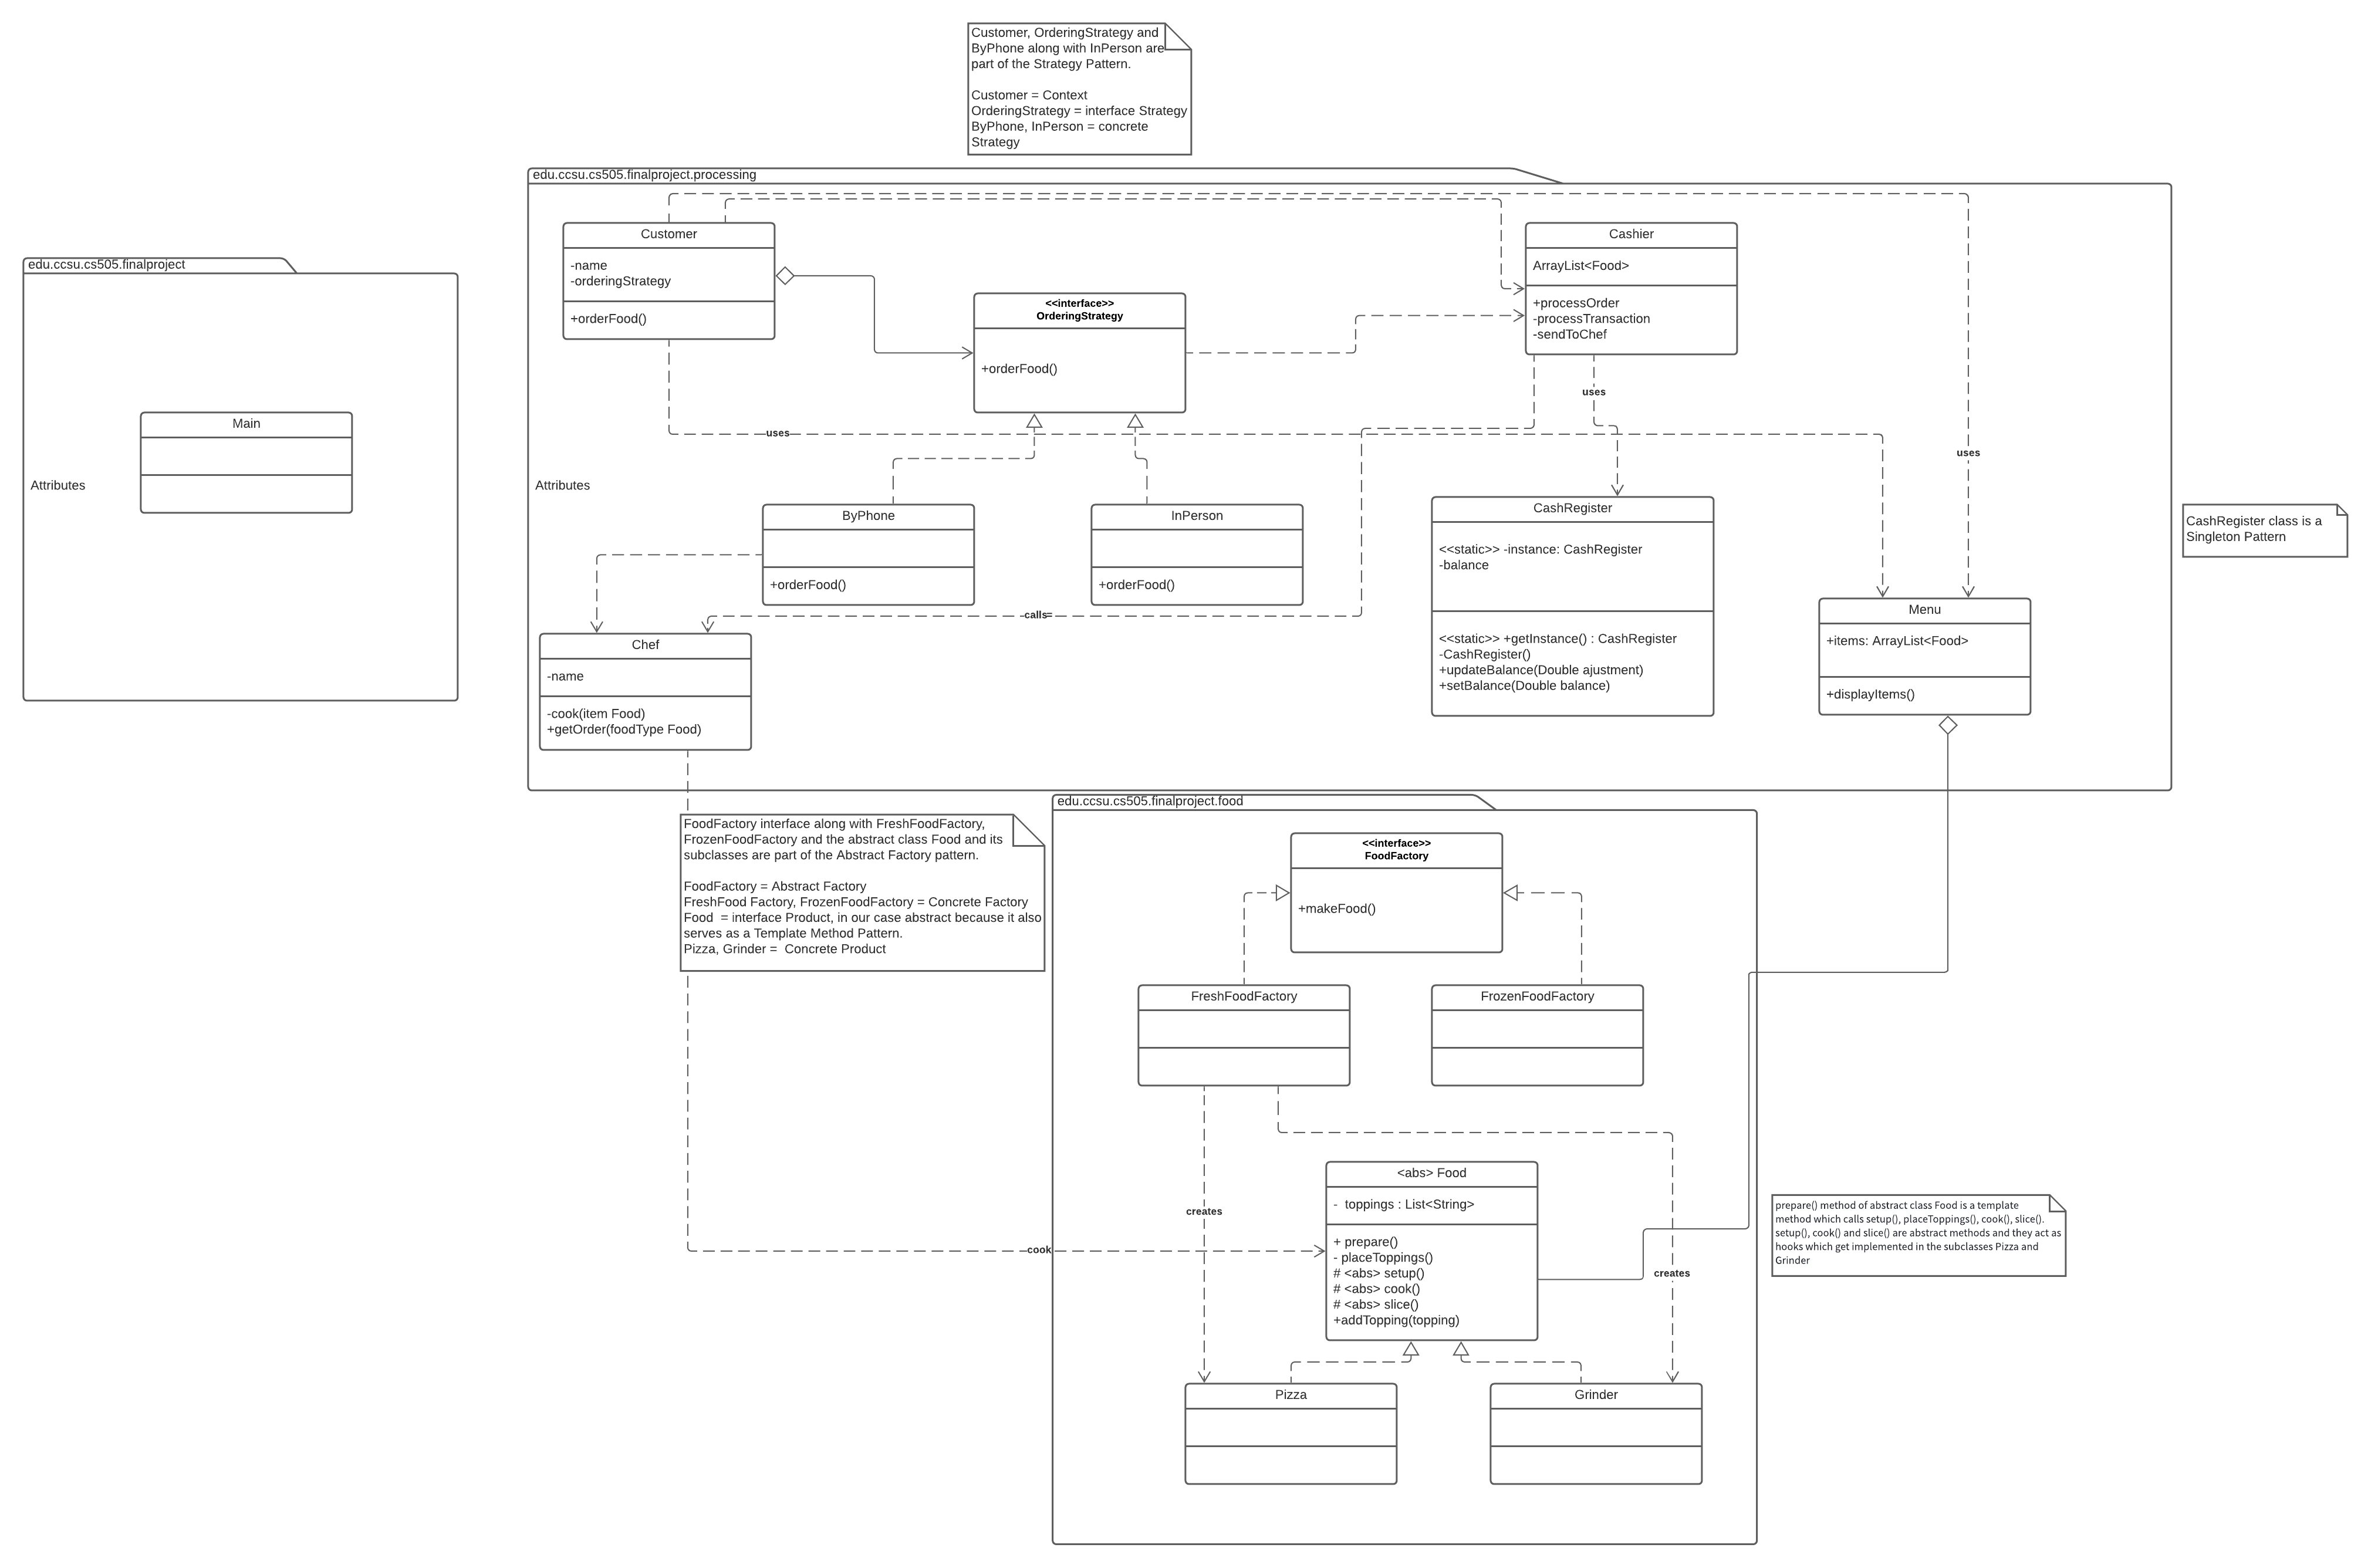 Customer, OrderingStrategy and
ByPhone along with InPerson are
part of the Strategy Pattern.
Customer = Context
OrderingStrategy = interface Strategy
ByPhone, InPerson = concrete
Strategy
edu.ccsu.cs505.finalproject
Main
Attributes
edu.ccsu.cs505.finalproject.processing
Customer
-name
-orderingStrategy
+orderFood()
<<interface>>
OrderingStrategy
+orderFood()
Cashier
ArrayList<Food>
+processOrder
-processTransaction
-sendToChef
uses
uses
uses
Attributes
ByPhone
+orderFood()
InPerson
+orderFood()
calls=
CashRegister
<<static>> -instance: CashRegister
-balance
<<static>> +getInstance() : CashRegister
-CashRegister()
+updateBalance(Double ajustment)
+setBalance(Double balance)
CashRegister class is a
Singleton Pattern
Menu
+items: ArrayList<Food>
+displayItems()
Chef
-name
-cook(item Food)
+getOrder(foodType Food)
FoodFactory interface along with FreshFoodFactory,
FrozenFoodFactory and the abstract class Food and its
subclasses are part of the Abstract Factory pattern.
FoodFactory = Abstract Factory
FreshFood Factory, FrozenFoodFactory = Concrete Factory
Food  = interface Product, in our case abstract because it also
serves as a Template Method Pattern.
Pizza, Grinder =  Concrete Product
edu.ccsu.cs505.finalproject.food
<<interface>>
FoodFactory
+makeFood()
FreshFoodFactory
FrozenFoodFactory
<abs> Food
-  toppings : List<String>
+ prepare()
- placeToppings()
# <abs> setup()
# <abs> cook()
# <abs> slice()
+addTopping(topping)
creates
cook
creates
prepare() method of abstract class Food is a template
method which calls setup(), placeToppings(), cook(), slice().
setup(), cook() and slice() are abstract methods and they act as
hooks which get implemented in the subclasses Pizza and
Grinder
Pizza
Grinder